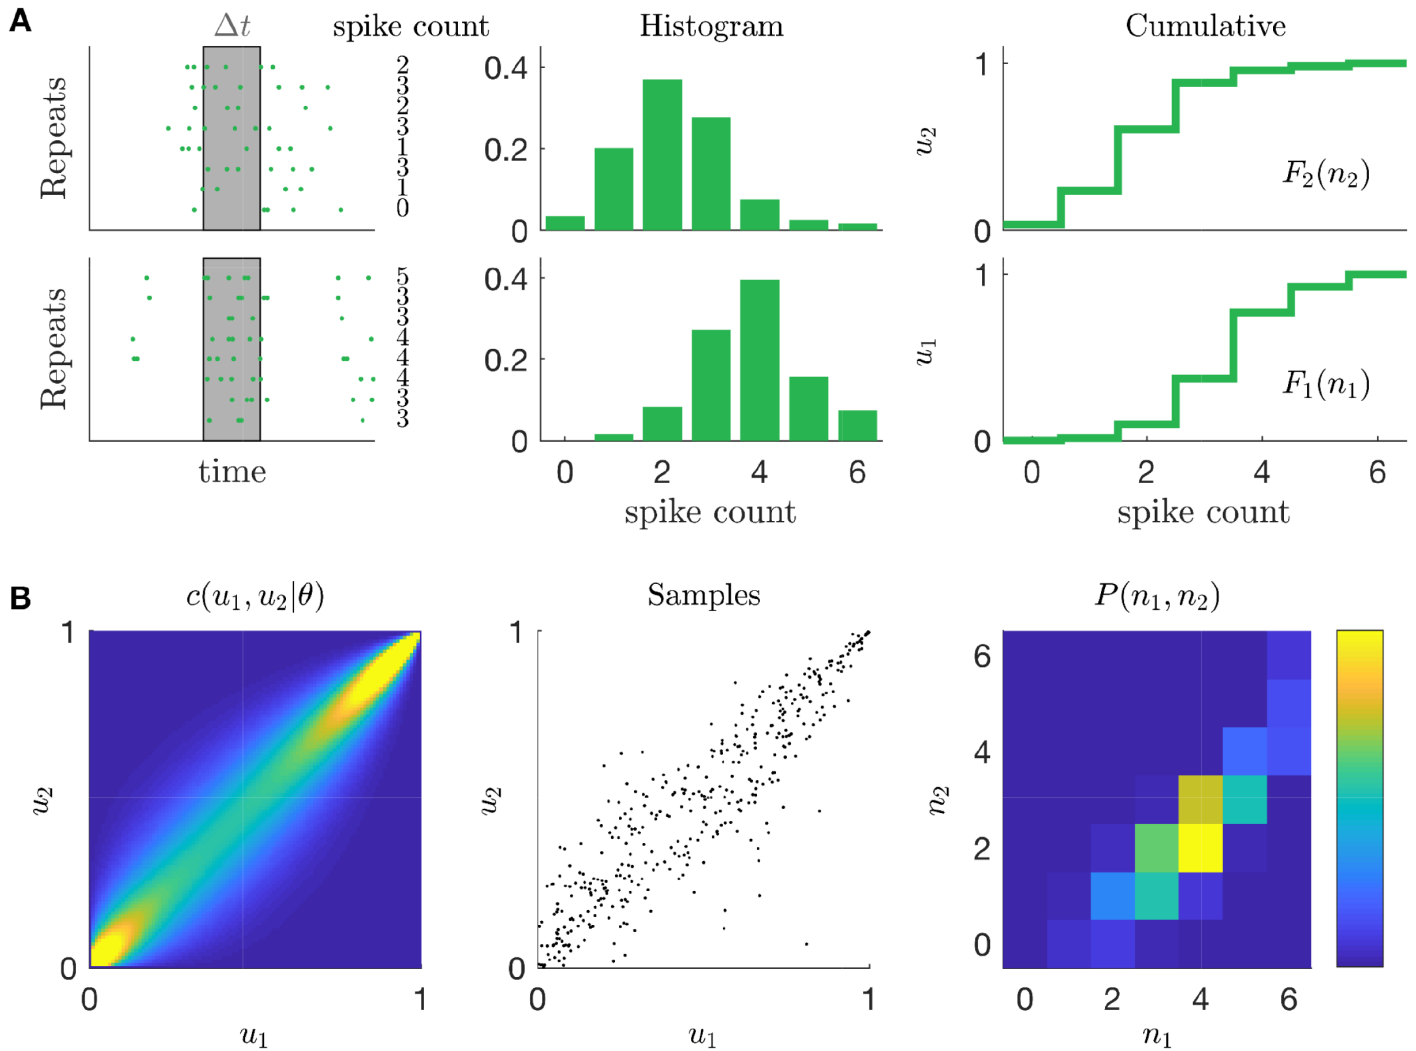 A
Δt
spike count
Histogram
Cumulative
Repeats
2
3
2
3
1
3
1
0
0.4
0.2
0
1
u2
0
F2(n2)
Repeats
5
3
3
4
4
4
3
3
time
0.4
0.2
0
0 2 4 6
spike count
1
u1
0
F1(n1)
0 2 4 6
spike count
B
c(u1, u2|θ)
1
u2
0
0 1
u1
Samples
1
u2
0
0 1
u1
P(n1, n2)
6
4
n2
2
0
0 2 4 6
n1